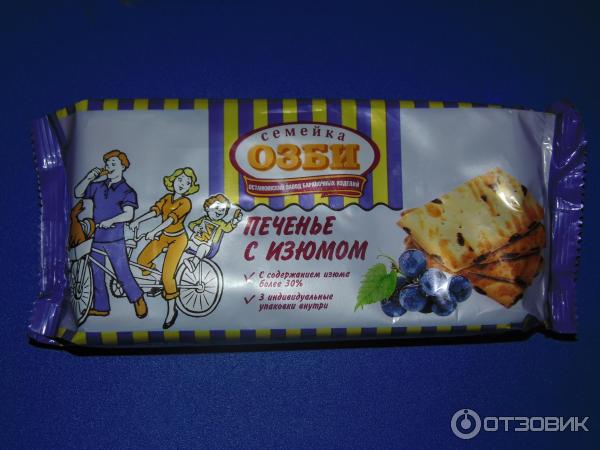 семейка
ОЗБИ
ОСТАНКИНСКИЙ ЗАВОД БАРАНОЧНЫХ ИЗДЕЛИЙ
ПЕЧЕНЬЕ
С ИЗЮМОМ
✓ С содержанием изюма
более 30%
✓ 3 индивидуальные
упаковки внутри
ОТЗОВИК